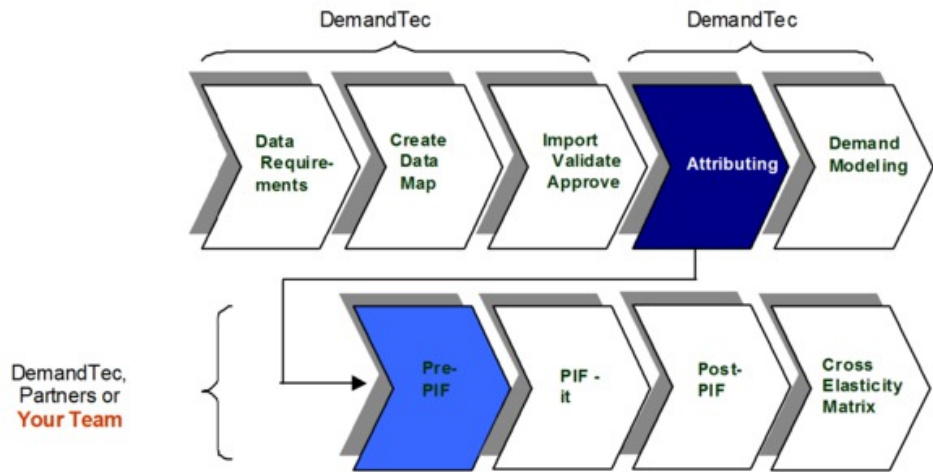 DemandTec
DemandTec
Data
Require-
ments
Create
Data
Map
Import
Validate
Approve
Attributing
Demand
Modeling
DemandTec,
Partners or
Your Team
Pre-
PIF
PIF -
it
Post-
PIF
Cross
Elasticity
Matrix